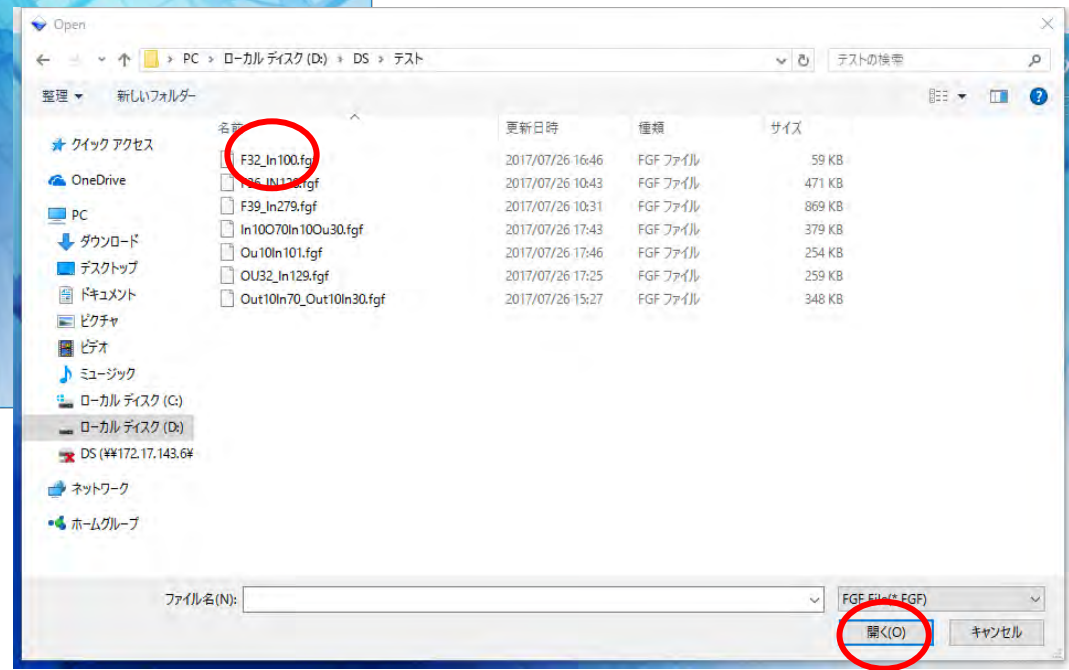 Open
PC › ローカル ディスク (D:) › DS › テスト
テストの検索
整理 新しいフォルダー
名前 更新日時 種類 サイズ
F32_In100.fgf 2017/07/26 16:46 FGF ファイル 59 KB
2017/07/26 10:43 FGF ファイル 471 KB
F39_In279.fgf 2017/07/26 10:31 FGF ファイル 869 KB
In10O70In10Ou30.fgf 2017/07/26 17:43 FGF ファイル 379 KB
Ou10In101.fgf 2017/07/26 17:46 FGF ファイル 254 KB
OU32_In129.fgf 2017/07/26 17:25 FGF ファイル 259 KB
Out10In70_Out10In30.fgf 2017/07/26 15:27 FGF ファイル 348 KB
クイック アクセス
OneDrive
PC
ダウンロード
デスクトップ
ドキュメント
ピクチャ
ビデオ
ミュージック
ローカル ディスク (C:)
ローカル ディスク (D:)
DS (¥¥172.17.143.6¥
ネットワーク
ホームグループ
ファイル名(N):
FGF File(*.FGF)
開く(O) キャンセル